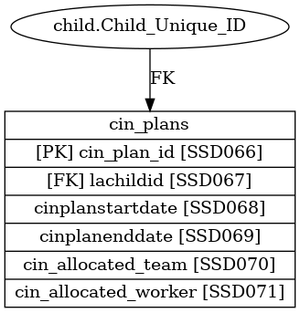 child.Child_Unique_ID
FK
cin_plans
[PK] cin_plan_id [SSD066]
[FK] lachildid [SSD067]
cinplanstartdate [SSD068]
cinplanenddate [SSD069]
cin_allocated_team [SSD070]
cin_allocated_worker [SSD071]